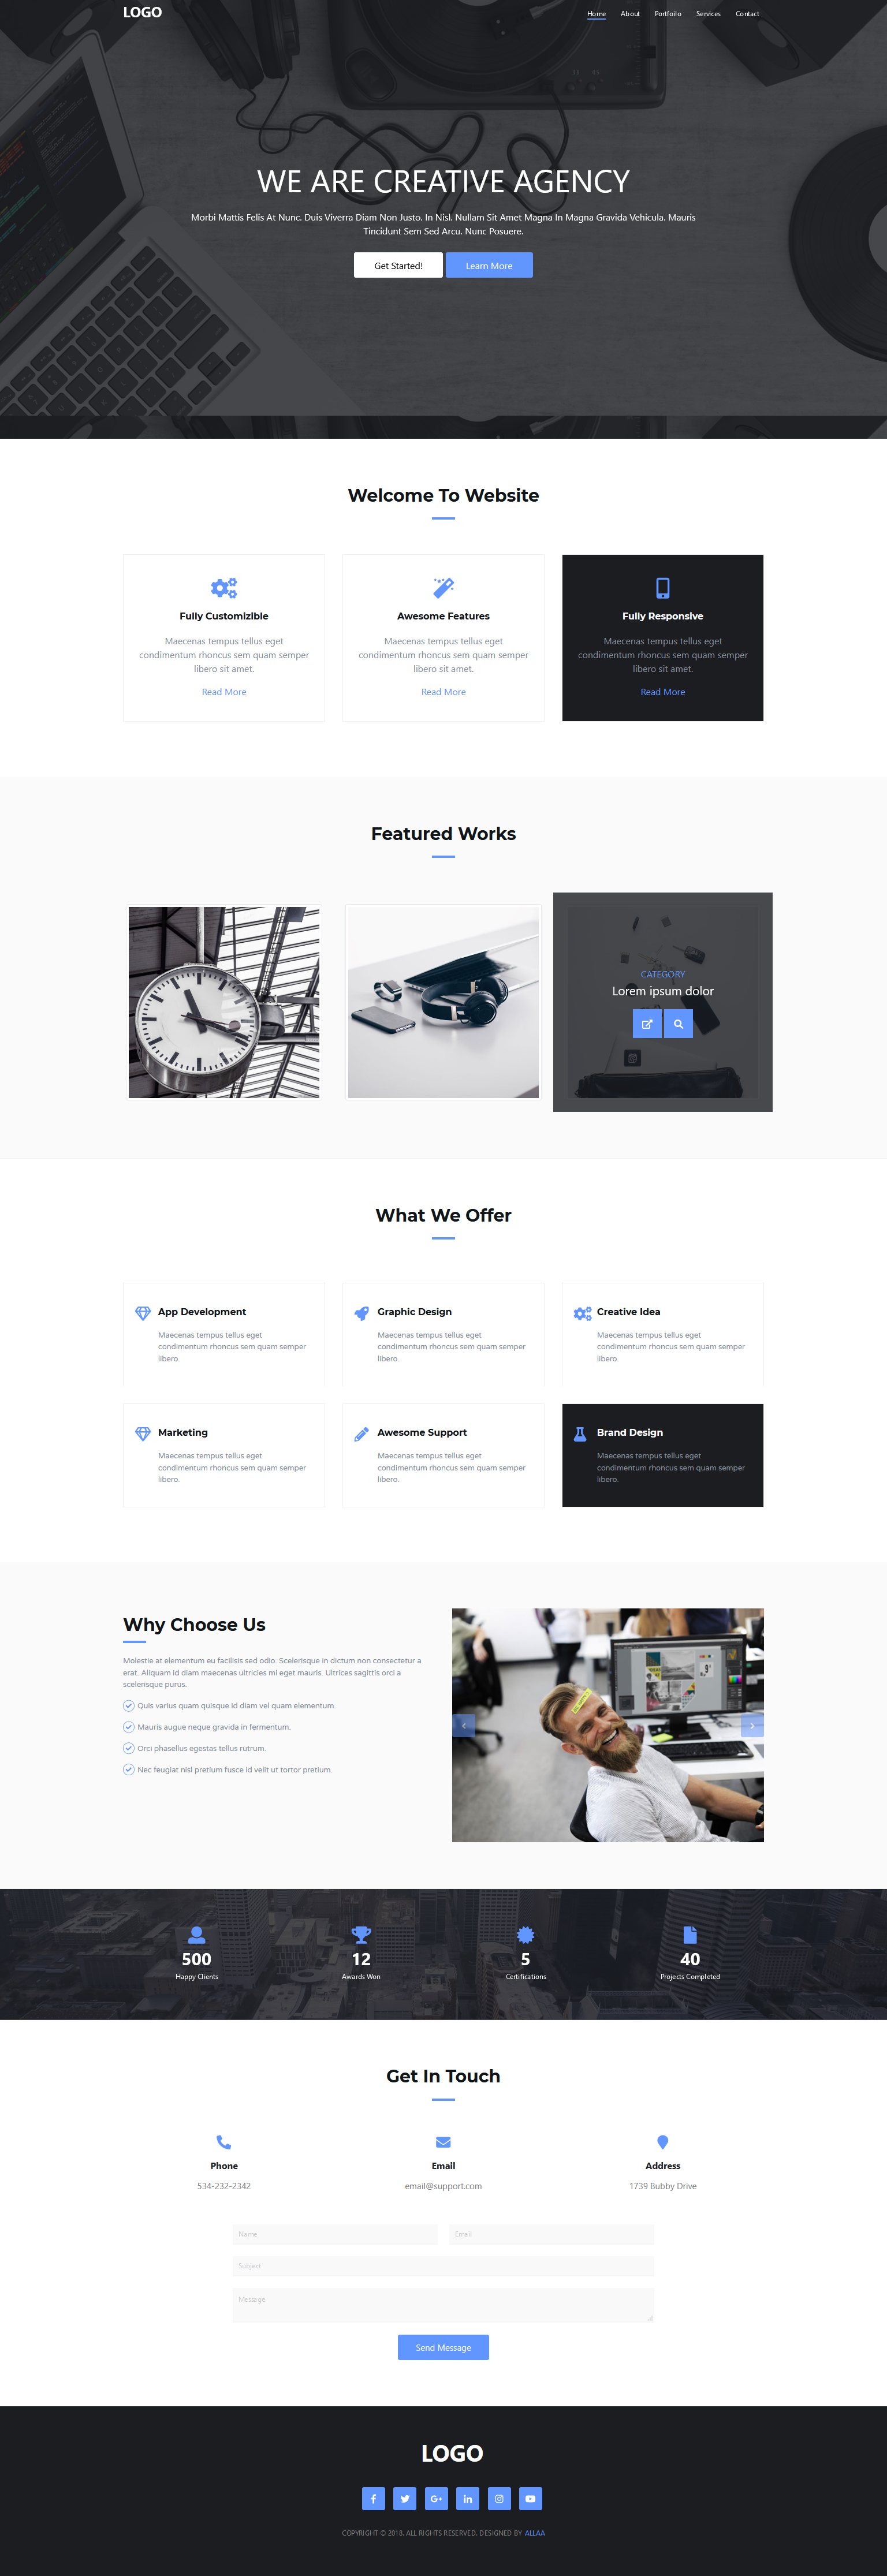 LOGO
Home About Portfoilo Services Contact
WE ARE CREATIVE AGENCY
Morbi Mattis Felis At Nunc. Duis Viverra Diam Non Justo. In Nisl. Nullam Sit Amet Magna In Magna Gravida Vehicula. Mauris
Tincidunt Sem Sed Arcu. Nunc Posuere.
Get Started! Learn More
Welcome To Website
Fully Customizible
Maecenas tempus tellus eget
condimentum rhoncus sem quam semper
libero sit amet.
Read More
Awesome Features
Maecenas tempus tellus eget
condimentum rhoncus sem quam semper
libero sit amet.
Read More
Fully Responsive
Maecenas tempus tellus eget
condimentum rhoncus sem quam semper
libero sit amet.
Read More
Featured Works
CATEGORY
Lorem ipsum dolor
What We Offer
App Development
Maecenas tempus tellus eget
condimentum rhoncus sem quam semper
libero.
Graphic Design
Maecenas tempus tellus eget
condimentum rhoncus sem quam semper
libero.
Creative Idea
Maecenas tempus tellus eget
condimentum rhoncus sem quam semper
libero.
Marketing
Maecenas tempus tellus eget
condimentum rhoncus sem quam semper
libero.
Awesome Support
Maecenas tempus tellus eget
condimentum rhoncus sem quam semper
libero.
Brand Design
Maecenas tempus tellus eget
condimentum rhoncus sem quam semper
libero.
Why Choose Us
Molestie at elementum eu facilisis sed odio. Scelerisque in dictum non consectetur a
erat. Aliquam id diam maecenas ultricies mi eget mauris. Ultrices sagittis orci a
scelerisque purus.
Quis varius quam quisque id diam vel quam elementum.
Mauris augue neque gravida in fermentum.
Orci phasellus egestas tellus rutrum.
Nec feugiat nisl pretium fusce id velit ut tortor pretium.
500
Happy Clients
12
Awards Won
5
Certifications
40
Projects Completed
Get In Touch
Phone
534-232-2342
Email
email@support.com
Address
1739 Bubby Drive
Name
Email
Subject
Message
Send Message
LOGO
COPYRIGHT © 2018. ALL RIGHTS RESERVED. DESIGNED BY ALLAA